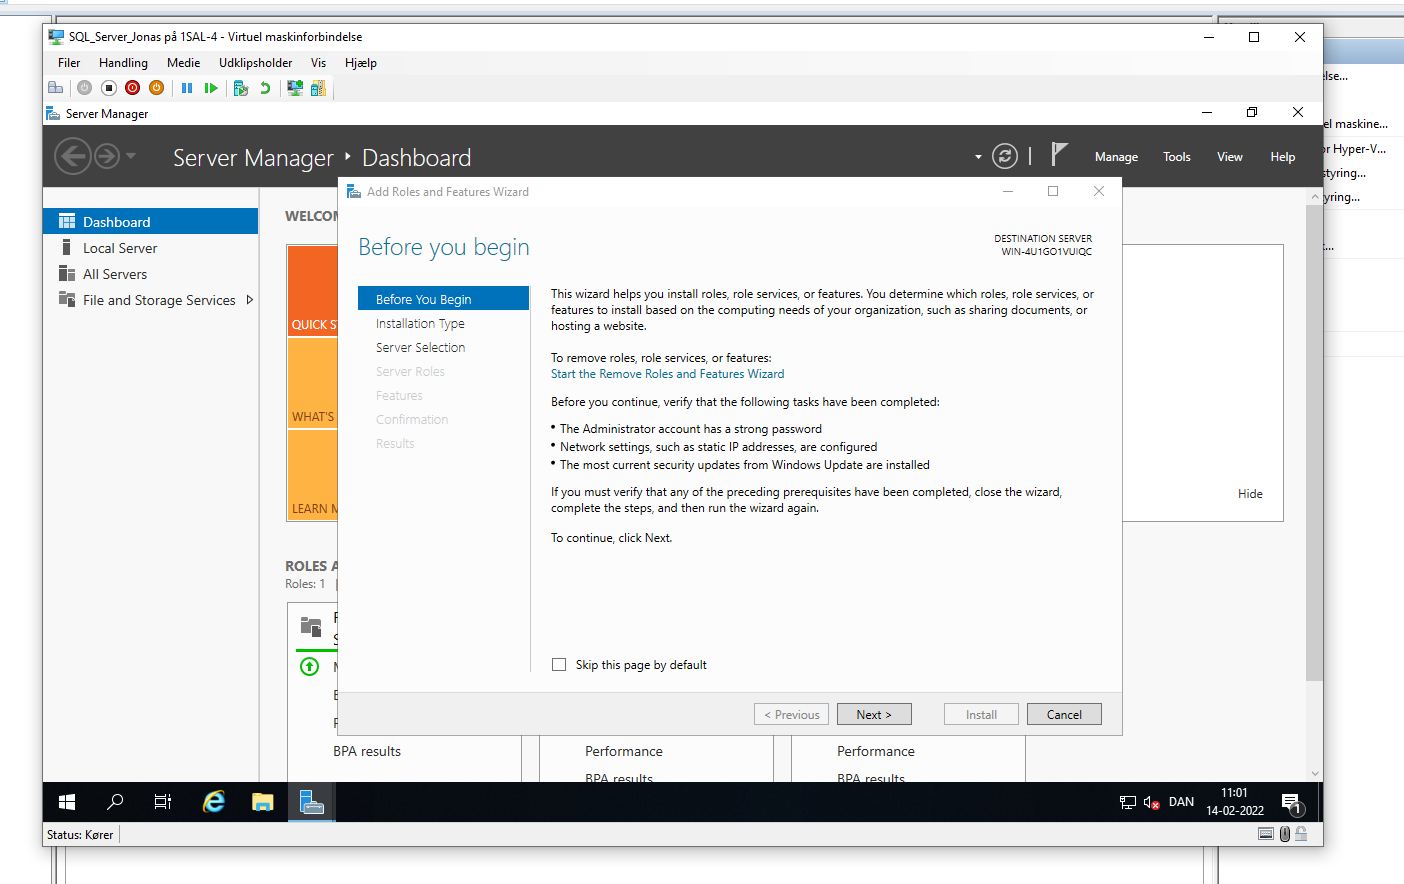 SQL_Server_Jonas på 1SAL-4 - Virtuel maskinforbindelse
Filer Handling Medie Udklipsholder Vis Hjælp
Server Manager
Server Manager Dashboard
Manage Tools View Help
Dashboard
Local Server
All Servers
File and Storage Services
QUICK
WHAT'S
LEARN
ROLES
Roles: 1
BPA results
Performance
BPA results
Performance
BPA results
Hide
Add Roles and Features Wizard
Before you begin
DESTINATION SERVER
WIN-4U1GO1VUIQC
Before You Begin
Installation Type
Server Selection
Server Roles
Features
Confirmation
Results
This wizard helps you install roles, role services, or features. You determine which roles, role services, or
features to install based on the computing needs of your organization, such as sharing documents, or
hosting a website.
To remove roles, role services, or features:
Start the Remove Roles and Features Wizard
Before you continue, verify that the following tasks have been completed:
• The Administrator account has a strong password
• Network settings, such as static IP addresses, are configured
• The most current security updates from Windows Update are installed
If you must verify that any of the preceding prerequisites have been completed, close the wizard,
complete the steps, and then run the wizard again.
To continue, click Next.
Skip this page by default
< Previous Next > Install Cancel
DAN
11:01
14-02-2022
1
Status: Kører
maskine...
Hyper-V...